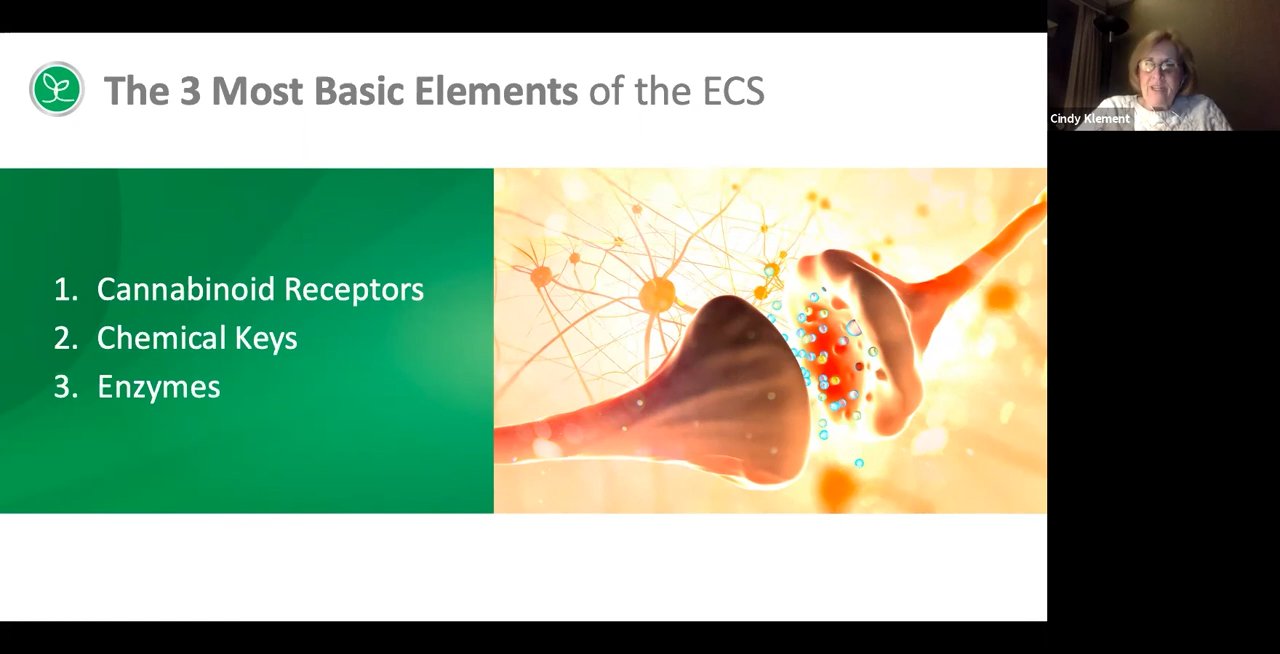 The 3 Most Basic Elements of the ECS
1. Cannabinoid Receptors
2. Chemical Keys
3. Enzymes
Cindy Klement